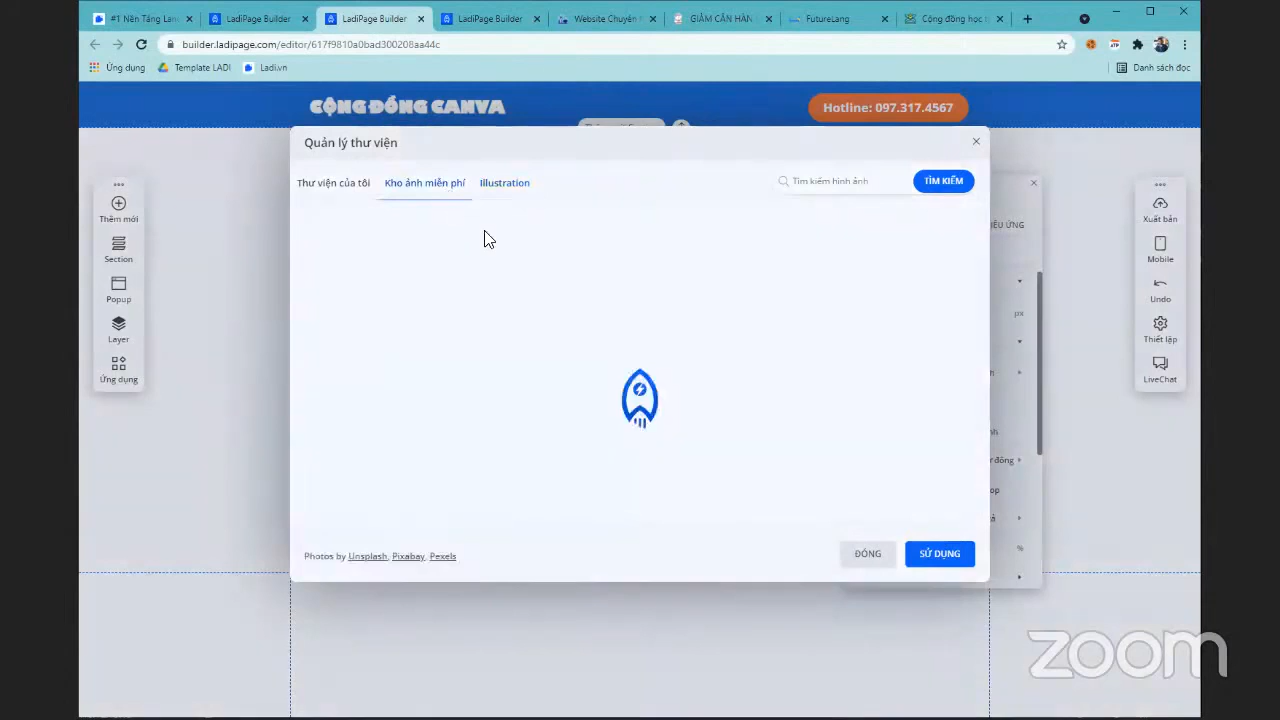 #1 Nền Tảng Lan
LadiPage Builder
LadiPage Builder
LadiPage Builder
Website Chuyên
GIẢM CÂN HÀN
FutureLang
Cộng đồng học
builder.ladipage.com/editor/617f9810a0bad300208aa44c
Ứng dụng
Template LADI
Ladi.vn
Danh sách đọc
CỘNG ĐỒNG CANVA
Hotline: 097.317.4567
Quản lý thư viện
Thư viện của tôi
Kho ảnh miễn phí
Illustration
Tìm kiếm hình ảnh
TÌM KIẾM
Thêm mới
Section
Popup
Layer
Ứng dụng
px
%
Xuất bản
Mobile
Undo
Thiết lập
LiveChat
Photos by Unsplash, Pixabay, Pexels
ĐÓNG
SỬ DỤNG
zoom